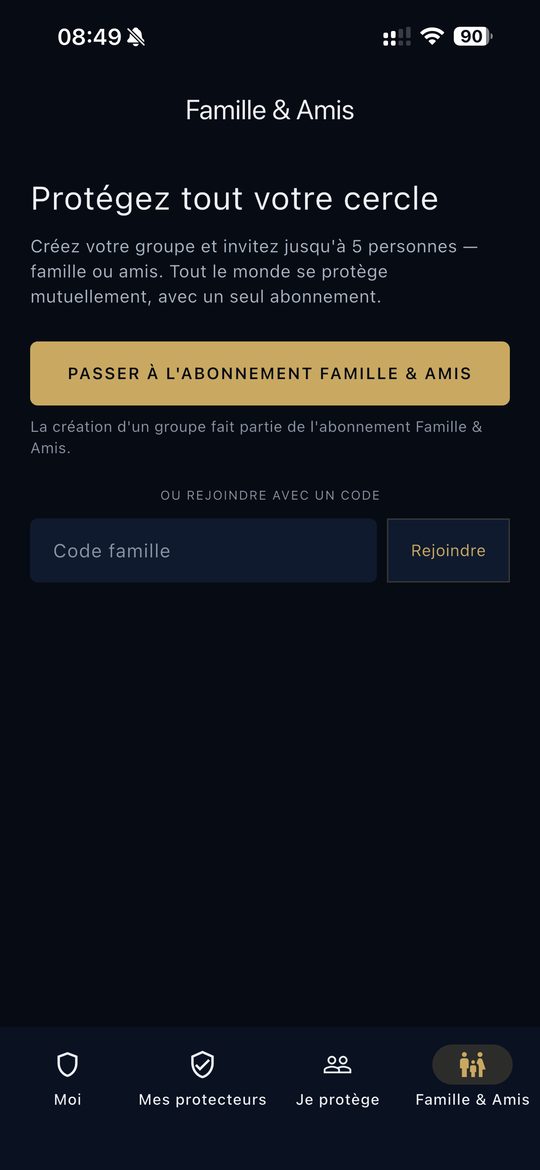 08:49
90
Famille & Amis
Protégez tout votre cercle
Créez votre groupe et invitez jusqu'à 5 personnes —
famille ou amis. Tout le monde se protège
mutuellement, avec un seul abonnement.
PASSER À L'ABONNEMENT FAMILLE & AMIS
La création d'un groupe fait partie de l'abonnement Famille &
Amis.
OU REJOINDRE AVEC UN CODE
Code famille
Rejoindre
Moi
Mes protecteurs
Je protège
Famille & Amis